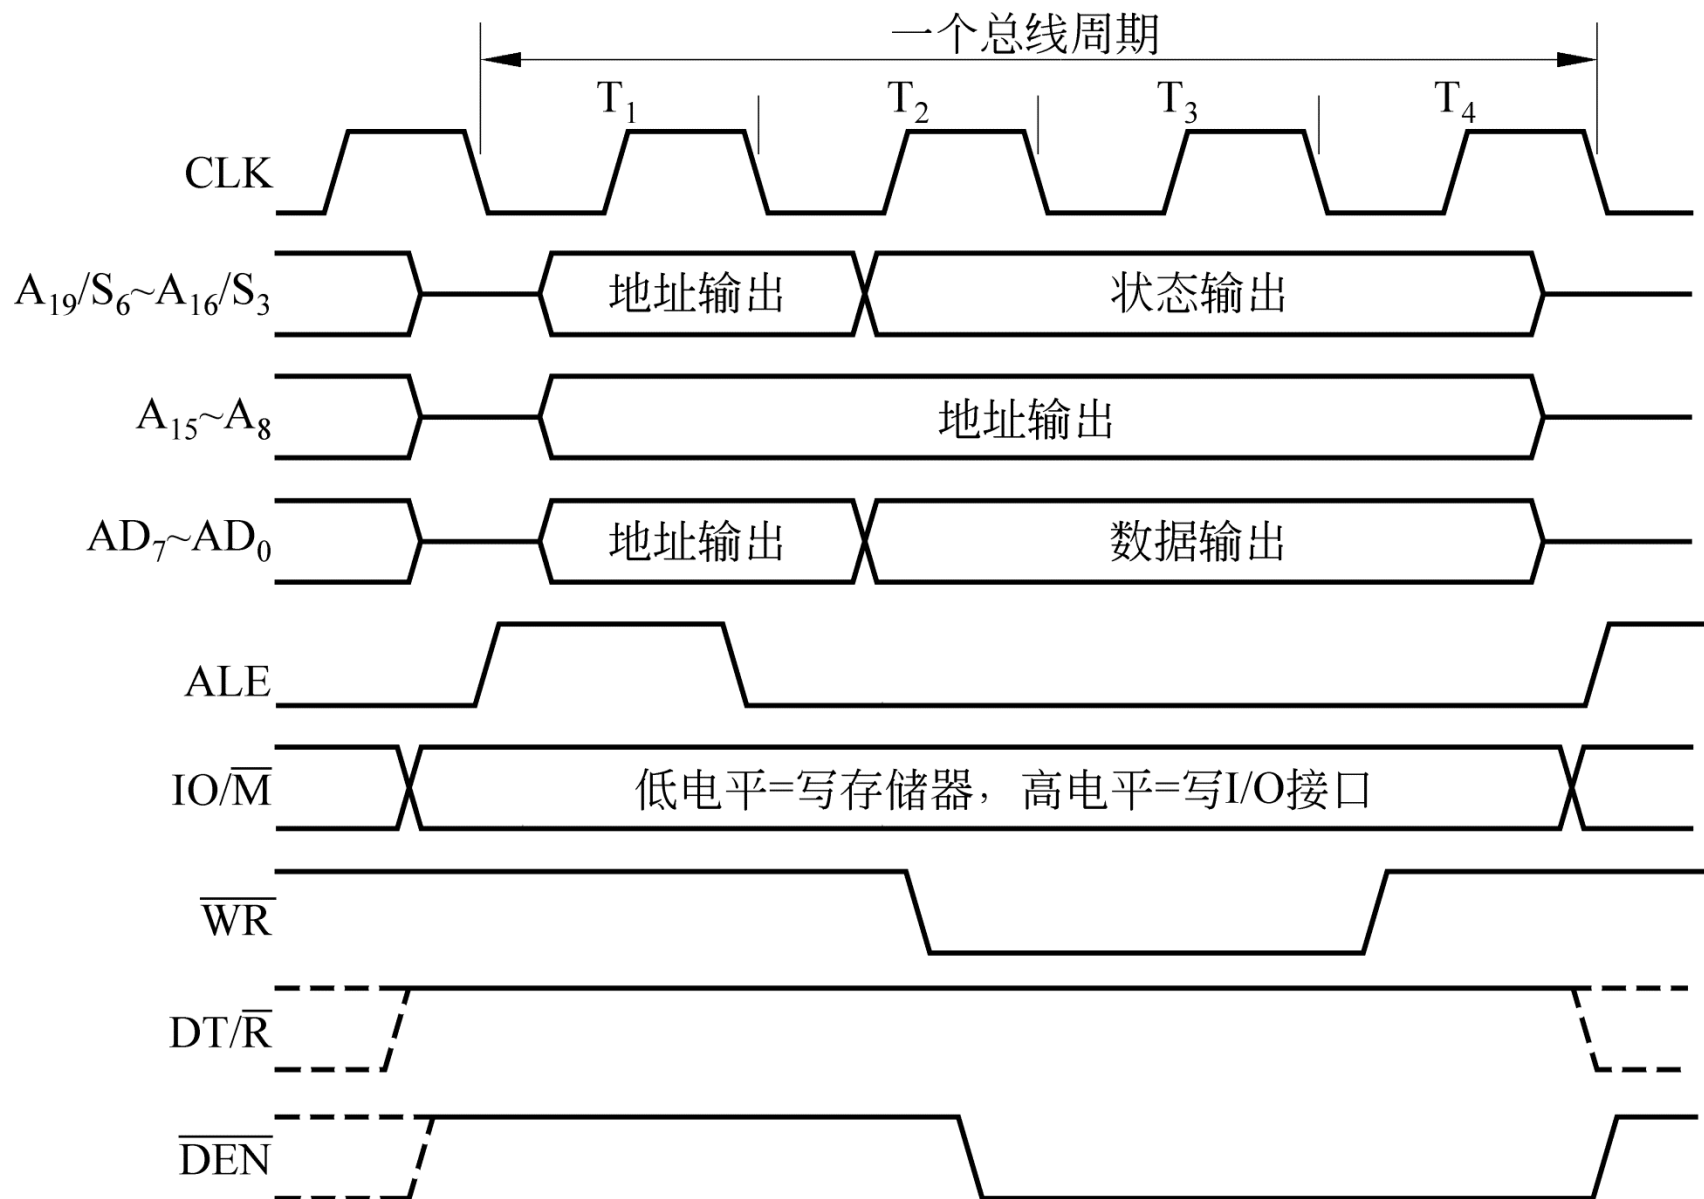 一个总线周期
T₁ T₂ T₃ T₄
CLK
A₁₉/S₆~A₁₆/S₃ 地址输出 状态输出
A₁₅~A₈ 地址输出
AD₇~AD₀ 地址输出 数据输出
ALE
IO/M̅ 低电平=写存储器，高电平=写I/O接口
W̅R̅
DT/R̅
D̅E̅N̅